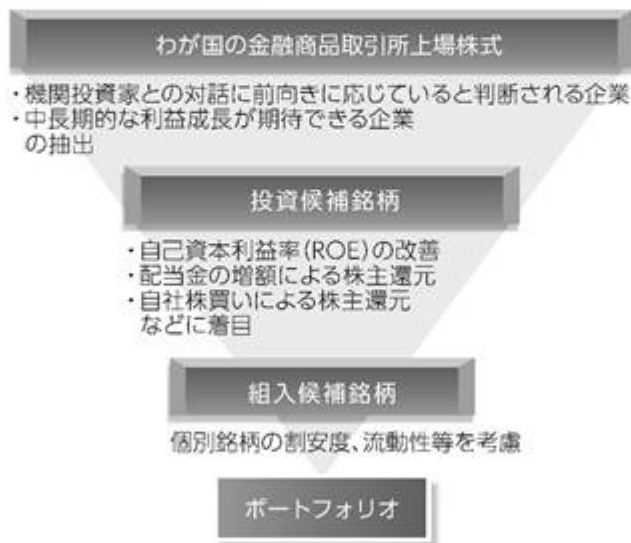 わが国の金融商品取引所上場株式
・機関投資家との対話に前向きに応じていると判断される企業
・中長期的な利益成長が期待できる企業
の抽出
投資候補銘柄
・自己資本利益率(ROE)の改善
・配当金の増額による株主還元
・自社株買いによる株主還元
などに着目
組入候補銘柄
個別銘柄の割安度、流動性等を考慮
ポートフォリオ